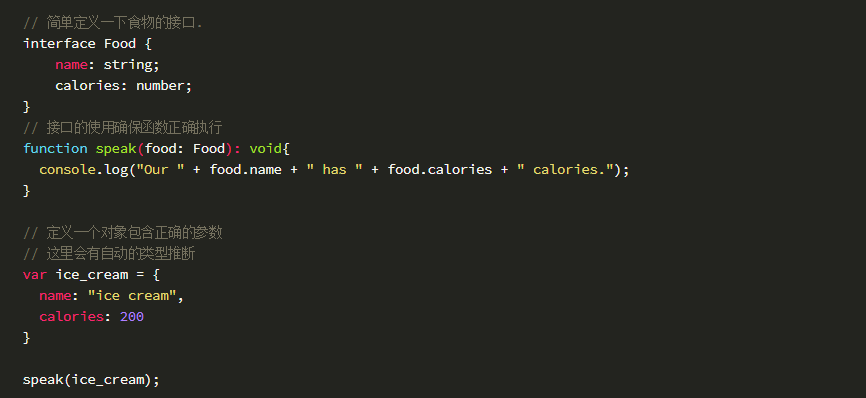 // 简单定义一下食物的接口.
interface Food {
    name: string;
    calories: number;
}
// 接口的使用确保函数正确执行
function speak(food: Food): void{
  console.log("Our " + food.name + " has " + food.calories + " calories.");
}

// 定义一个对象包含正确的参数
// 这里会有自动的类型推断
var ice_cream = {
  name: "ice cream",
  calories: 200
}

speak(ice_cream);